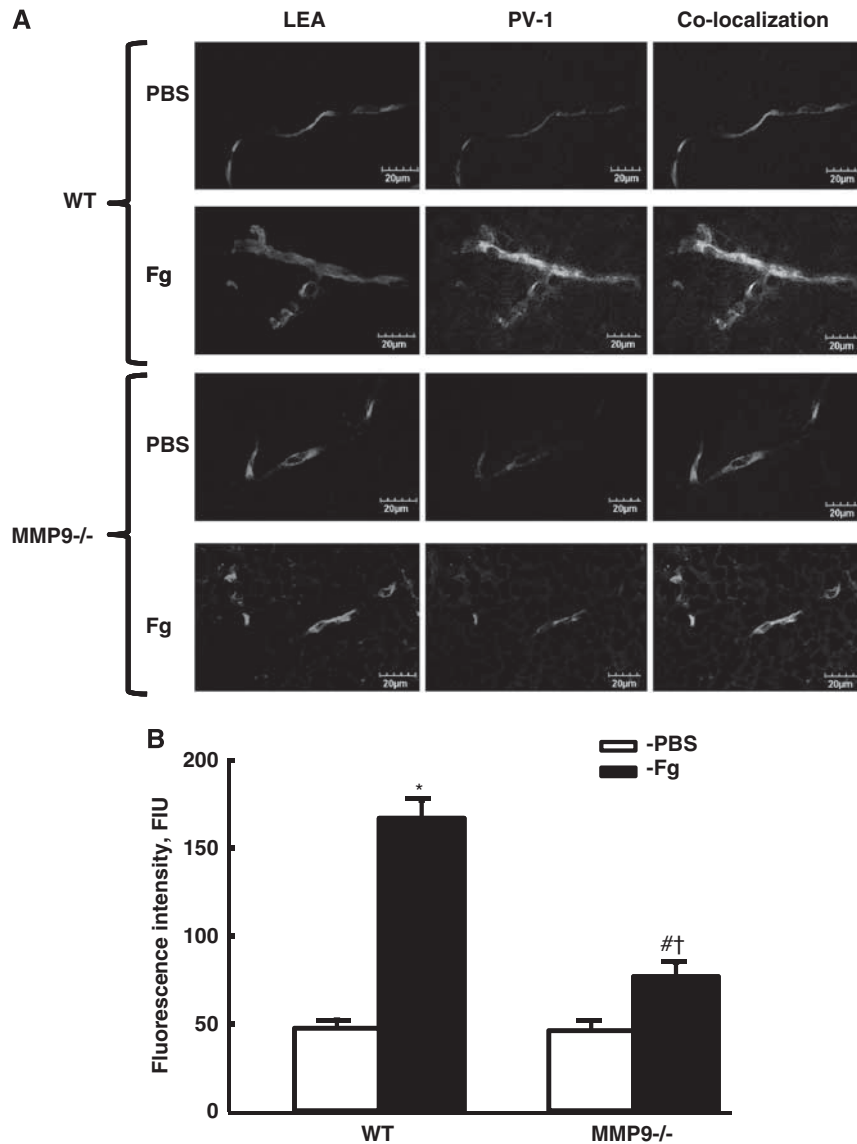 A
LEA PV-1 Co-localization
WT
PBS
20µm 20µm 20µm
Fg
20µm 20µm 20µm
MMP9-/-
PBS
20µm 20µm 20µm
Fg
20µm 20µm 20µm
B
-PBS
-Fg
Fluorescence intensity, FIU
200
150
100
50
0
*
#†
WT MMP9-/-